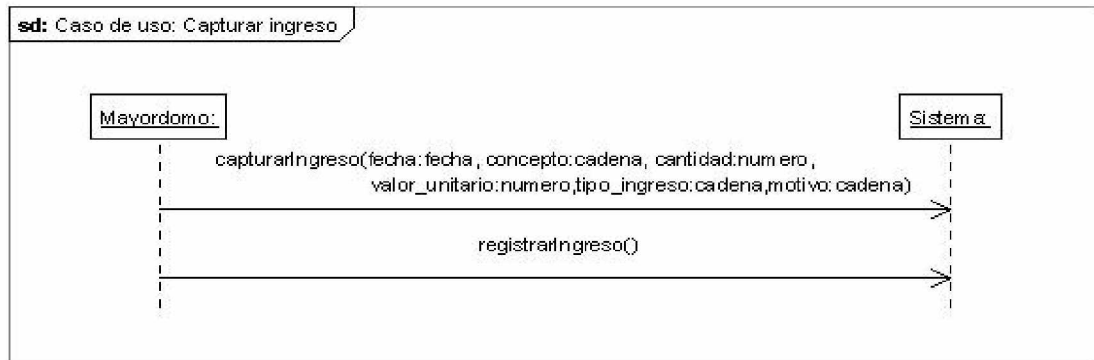 sd: Caso de uso: Capturar ingreso
Mayordomo:
Sistema:
capturarIngreso(fecha:fecha, concepto:cadena, cantidad:numero,
valor_unitario:numero,tipo_ingreso:cadena,motivo:cadena)
registrarIngreso()